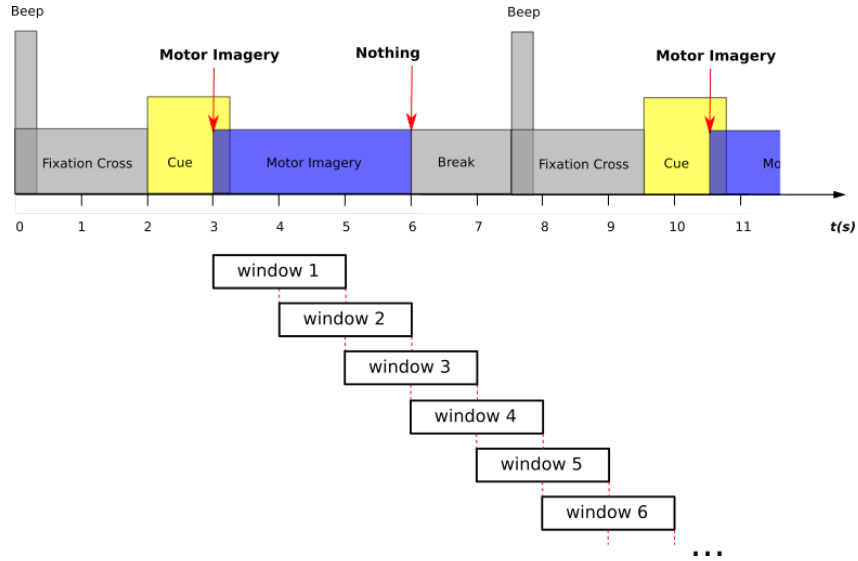 Beep
Beep
Motor Imagery
Nothing
Motor Imagery
Fixation Cross
Cue
Motor Imagery
Break
Fixation Cross
Cue
Mo
0 1 2 3 4 5 6 7 8 9 10 11 t(s)
window 1
window 2
window 3
window 4
window 5
window 6
...